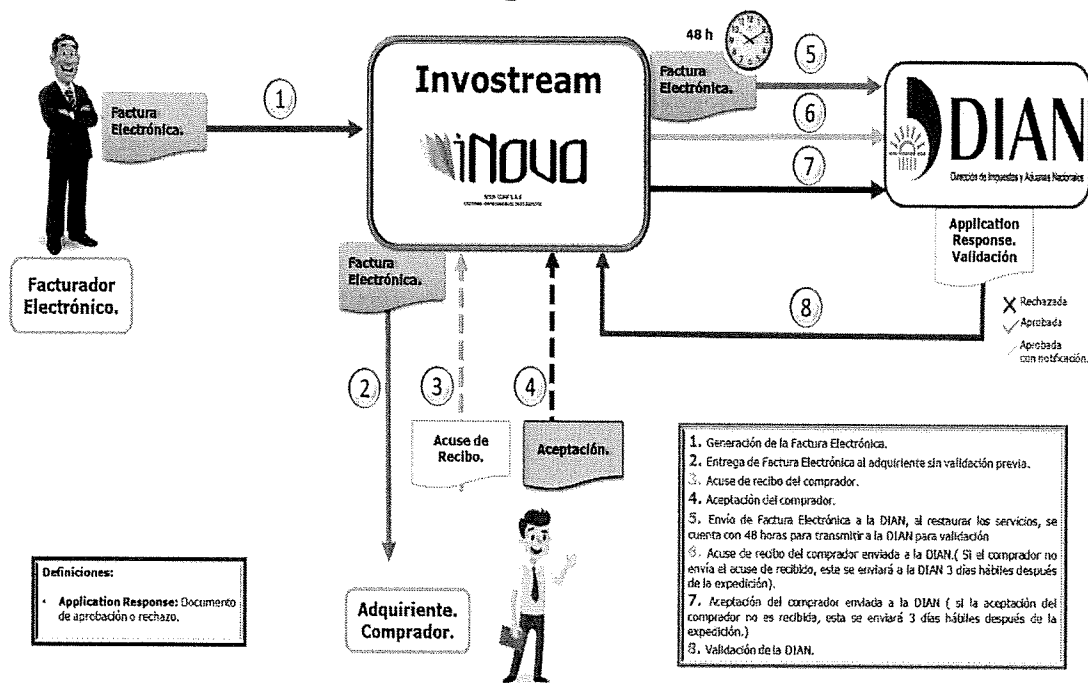 Factura
Electrónica.
1
Facturador
Electrónico.
Invostream
iNova
48 h
Factura
Electrónica.
5
6
7
DIAN
Dirección de Impuestos y Aduanas Nacionales
Application
Response.
Validación
Rechazada
Aprobada
Aprobada
con notificación.
8
Factura
Electrónica.
2
3
4
Acuse de
Recibo.
Aceptación.
Adquiriente.
Comprador.
Definiciones:
• Application Response: Documento
de aprobación o rechazo.
1. Generación de la Factura Electrónica.
2. Entrega de Factura Electrónica al adquiriente sin validación previa.
3. Acuse de recibo del comprador.
4. Aceptación del comprador.
5. Envío de Factura Electrónica a la DIAN, al restaurar los servicios, se
cuenta con 48 horas para transmitir a la DIAN para validación
6. Acuse de recibo del comprador enviada a la DIAN.( Si el comprador no
envía el acuse de recibido, este se enviará a la DIAN 3 días hábiles después
de la expedición).
7. Aceptación del comprador enviada a la DIAN ( si la aceptación del
comprador no es recibida, esta se enviará 3 días hábiles después de la
expedición.)
8. Validación de la DIAN.